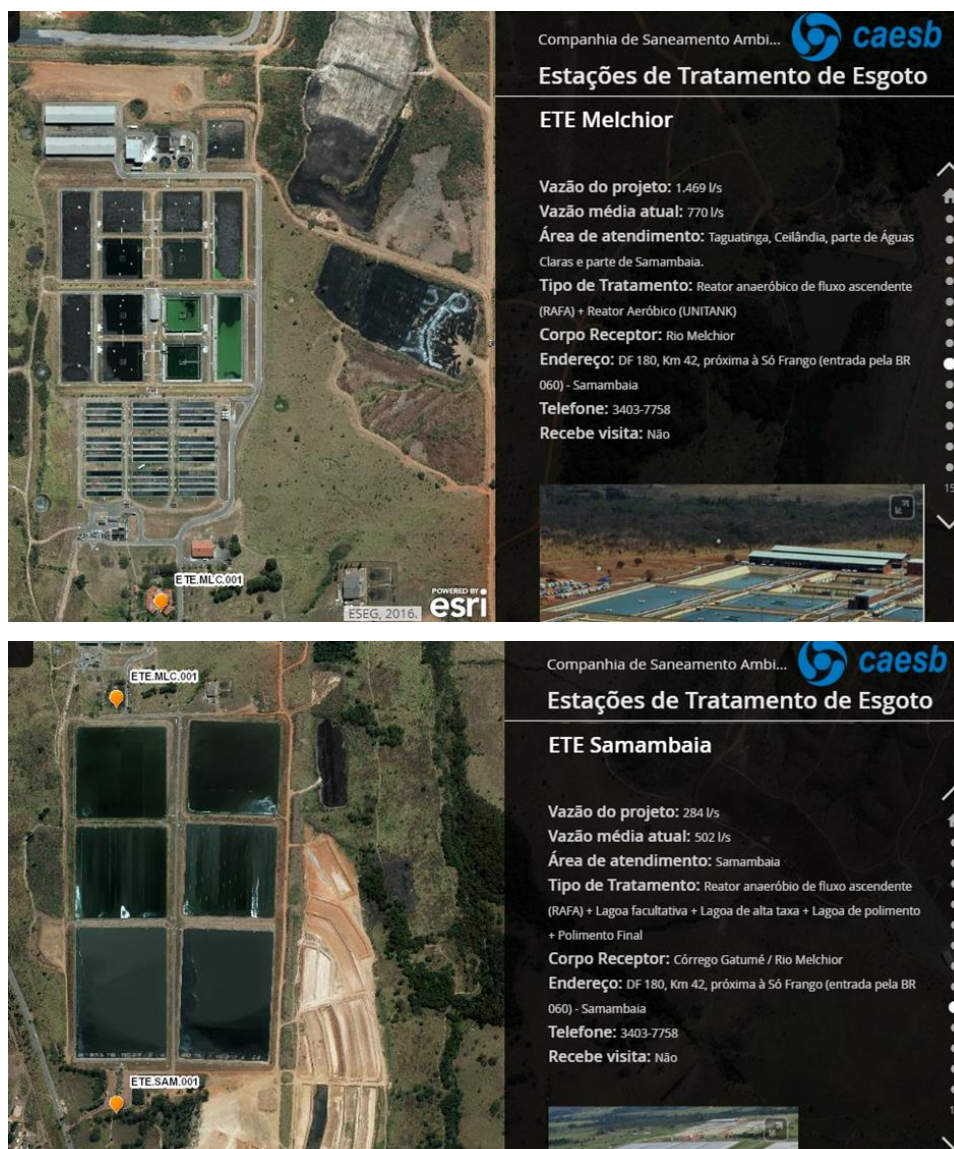 Companhia de Saneamento Ambi...
caesb
Estações de Tratamento de Esgoto
ETE Melchior
Vazão do projeto: 1.469 l/s
Vazão média atual: 770 l/s
Área de atendimento: Taguatinga, Ceilândia, parte de Águas
Claras e parte de Samambaia.
Tipo de Tratamento: Reator anaeróbico de fluxo ascendente
(RAFA) + Reator Aeróbico (UNITANK)
Corpo Receptor: Rio Melchior
Endereço: DF 180, Km 42, próxima à Só Frango (entrada pela BR
060) - Samambaia
Telefone: 3403-7758
Recebe visita: Não
15
ETE.MLC.001
ESEG, 2016.
POWERED BY
esri
Companhia de Saneamento Ambi...
caesb
Estações de Tratamento de Esgoto
ETE Samambaia
Vazão do projeto: 284 l/s
Vazão média atual: 502 l/s
Área de atendimento: Samambaia
Tipo de Tratamento: Reator anaeróbio de fluxo ascendente
(RAFA) + Lagoa facultativa + Lagoa de alta taxa + Lagoa de polimento
+ Polimento Final
Corpo Receptor: Córrego Gatumé / Rio Melchior
Endereço: DF 180, Km 42, próxima à Só Frango (entrada pela BR
060) - Samambaia
Telefone: 3403-7758
Recebe visita: Não
ETE.MLC.001
ETE.SAM.001